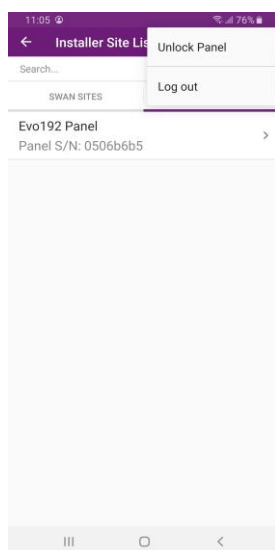 11:05 76%
Installer Site Lis
Unlock Panel
Search...
Log out
SWAN SITES
Evo192 Panel
Panel S/N: 0506b6b5